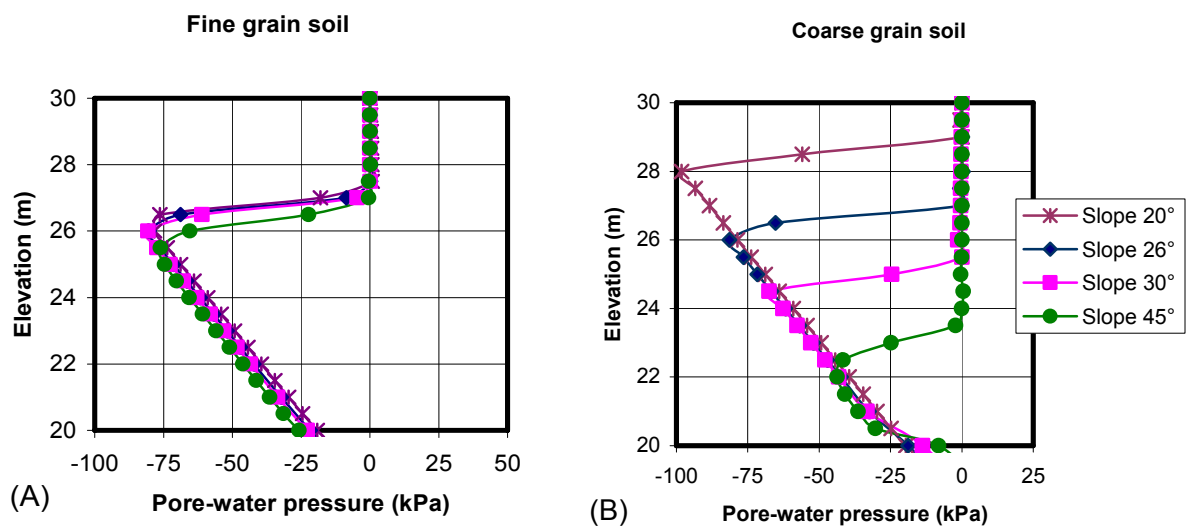 Fine grain soil
30
28
26
24
22
20
Elevation (m)
-100 -75 -50 -25 0 25 50
Pore-water pressure (kPa)
(A)
Coarse grain soil
30
28
26
24
22
20
Elevation (m)
-100 -75 -50 -25 0 25
Pore-water pressure (kPa)
(B)
Slope 20°
Slope 26°
Slope 30°
Slope 45°